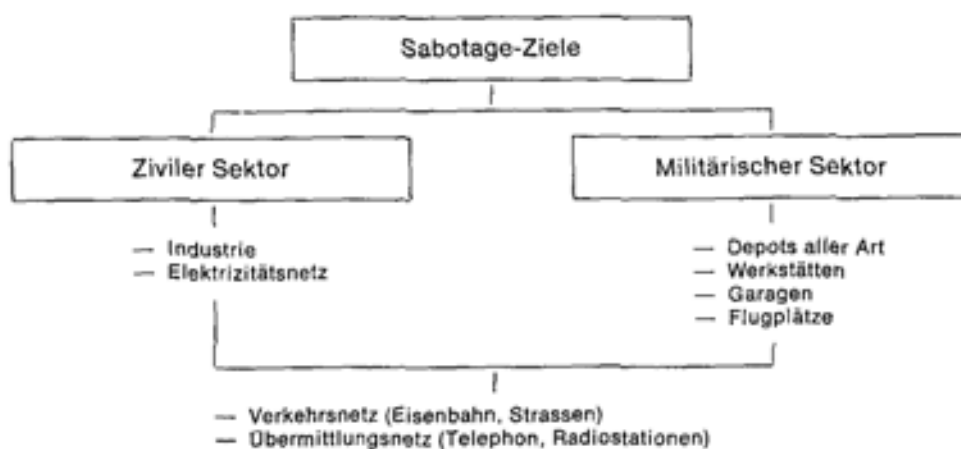 Sabotage-Ziele
Ziviler Sektor
Militärischer Sektor
— Industrie
— Elektrizitätsnetz
— Depots aller Art
— Werkstätten
— Garagen
— Flugplätze
— Verkehrsnetz (Eisenbahn, Strassen)
— Übermittlungsnetz (Telephon, Radiostationen)